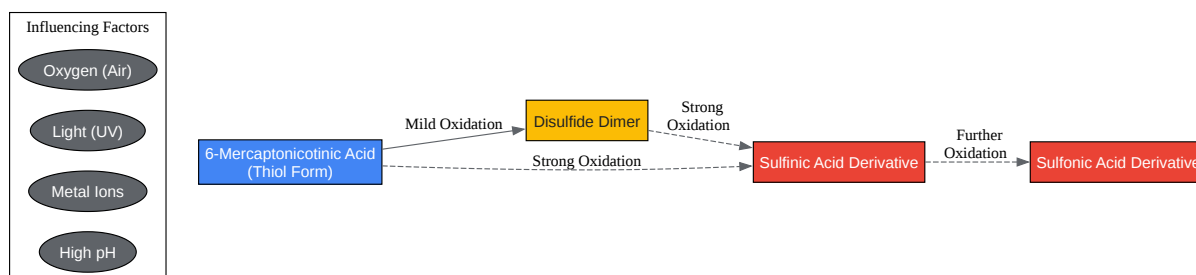 Influencing Factors
Oxygen (Air)
Light (UV)
Metal Ions
High pH
6-Mercaptonicotinic Acid
(Thiol Form)
Mild Oxidation
Strong Oxidation
Disulfide Dimer
Strong
Oxidation
Sulfinic Acid Derivative
Further
Oxidation
Sulfonic Acid Derivative